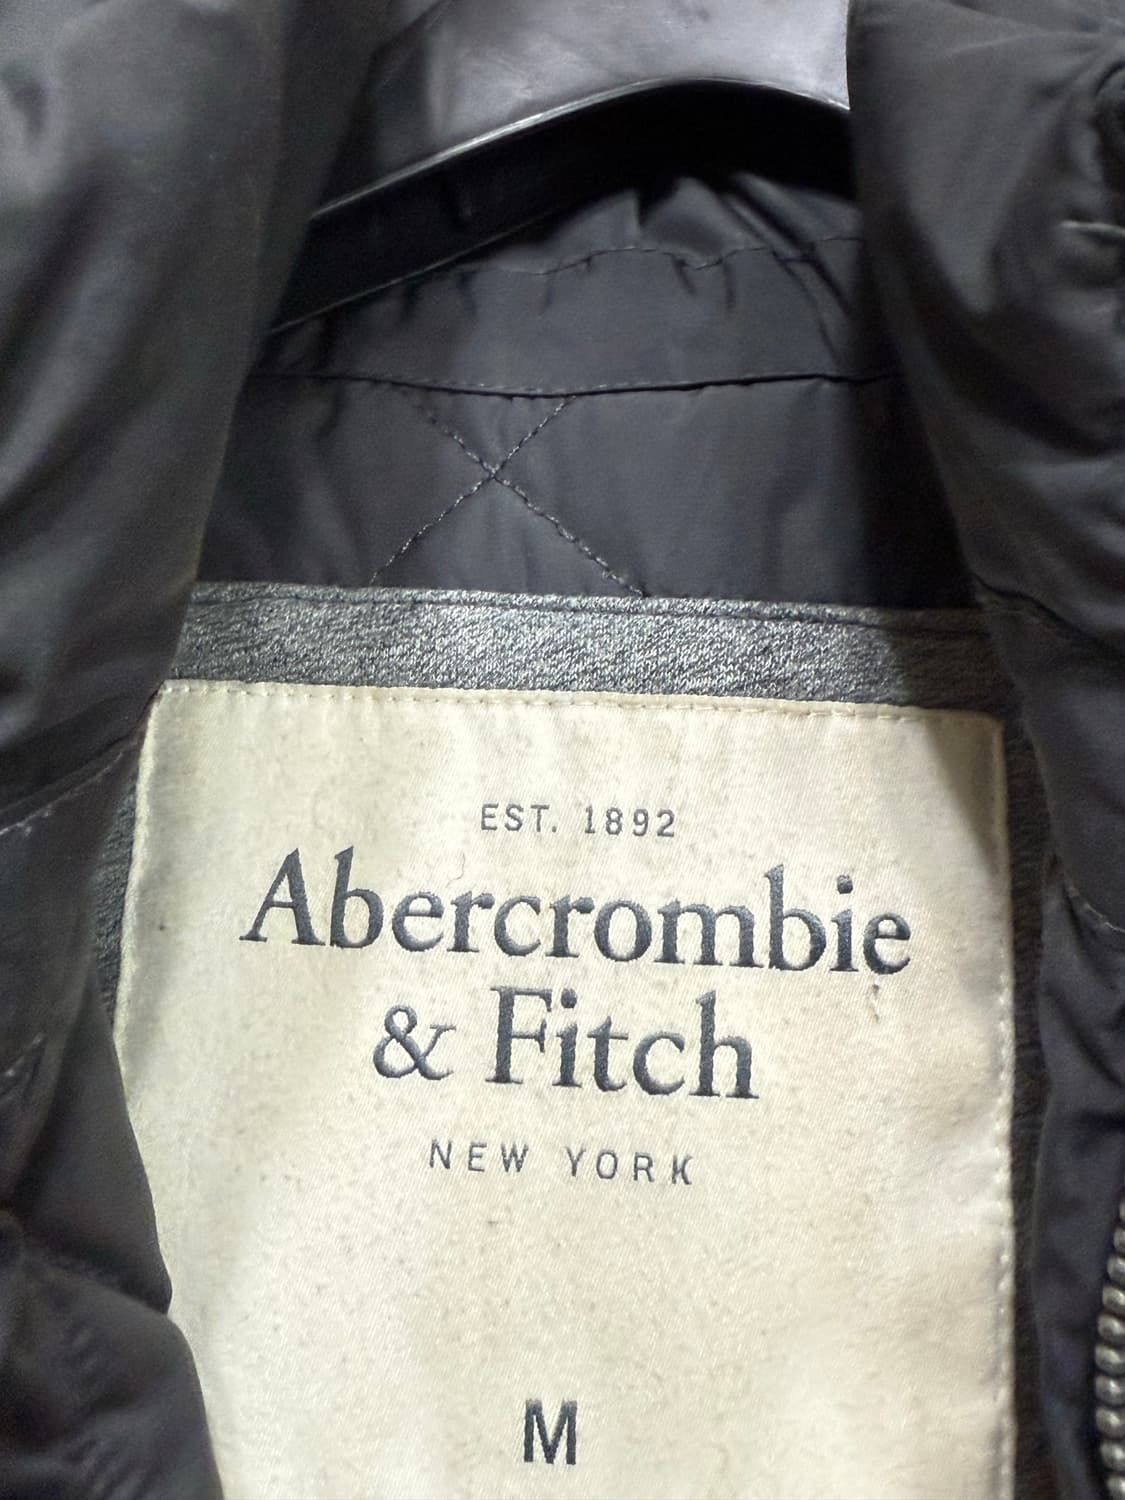 EST. 1892
Abercrombie
& Fitch
NEW YORK
M